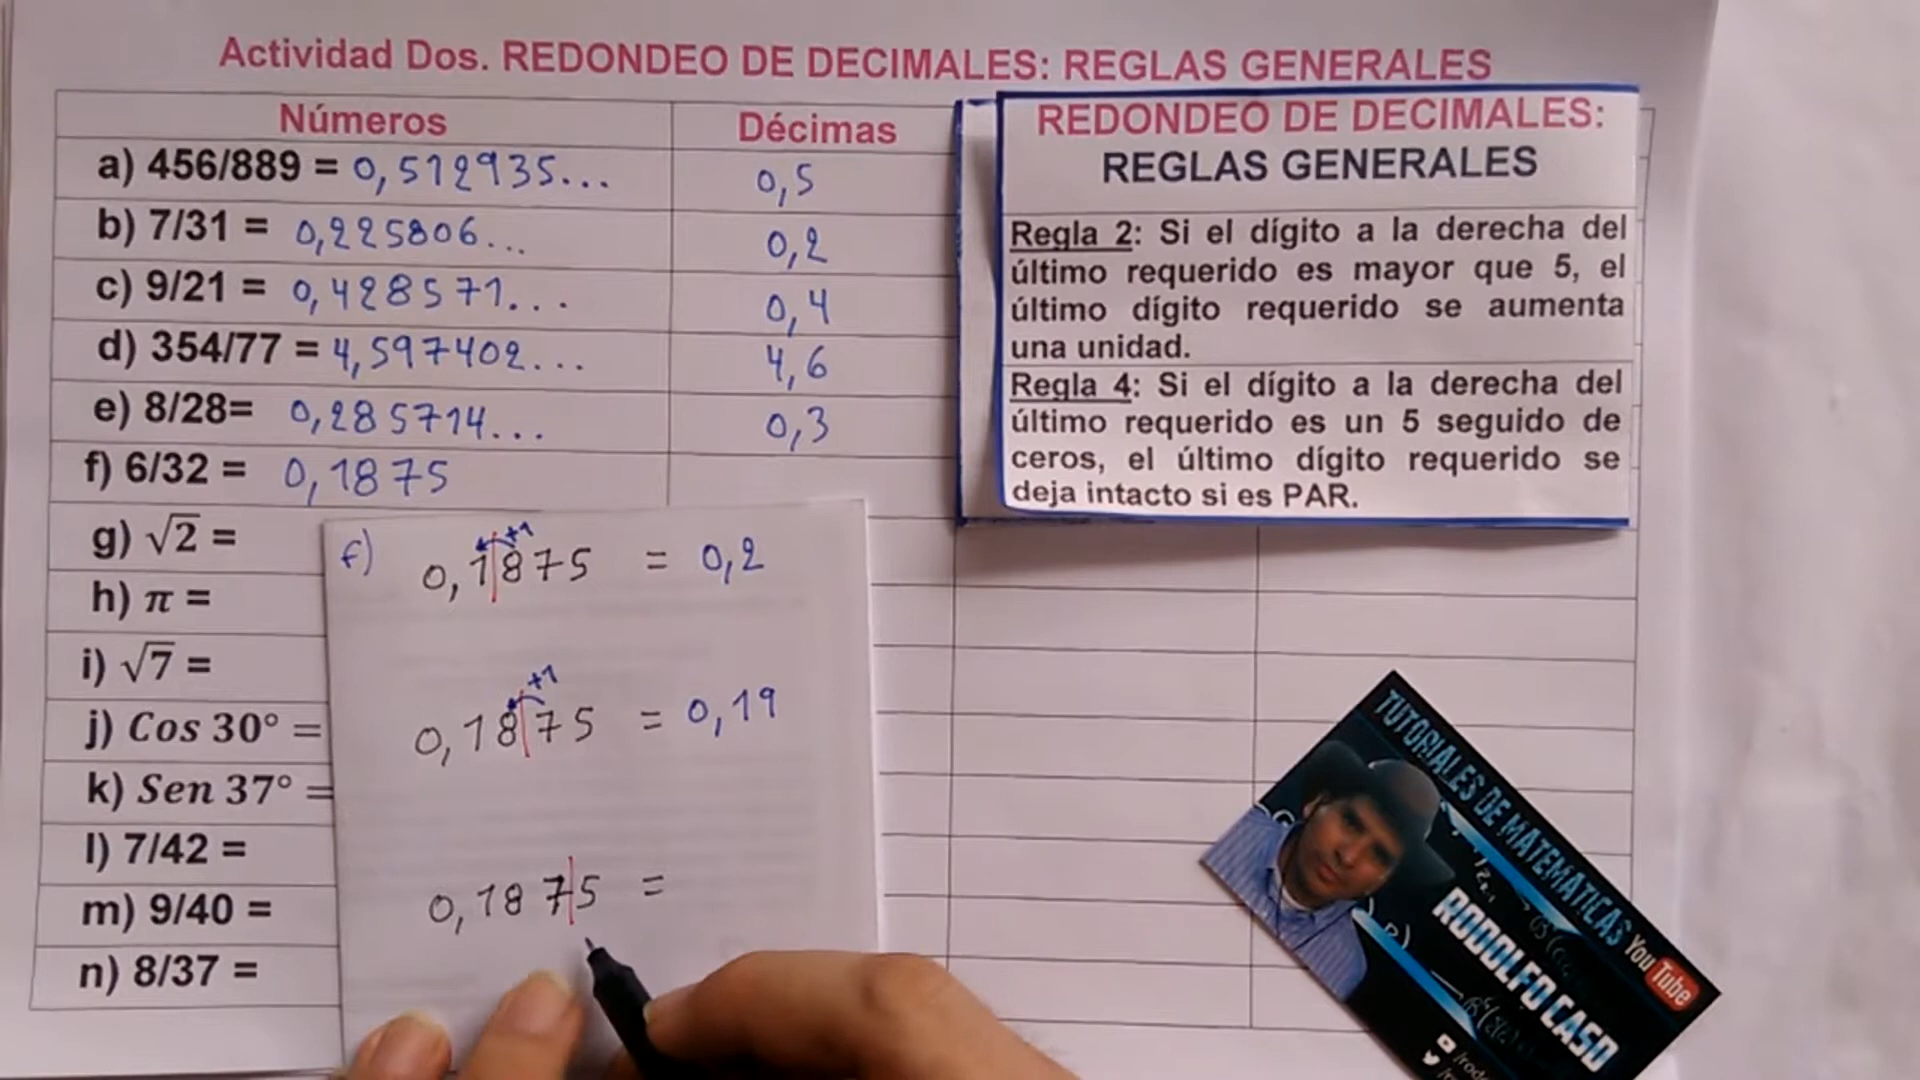 Actividad Dos. REDONDEO DE DECIMALES: REGLAS GENERALES
Números
Décimas
a) 456/889 = 0,512935...
0,5
b) 7/31 = 0,225806...
0,2
c) 9/21 = 0,428571...
0,4
d) 354/77 = 4,597402...
4,6
e) 8/28= 0,285714...
0,3
f) 6/32 = 0,1875
g) √2 =
h) π =
i) √7 =
j) Cos 30° =
k) Sen 37° =
l) 7/42 =
m) 9/40 =
n) 8/37 =
REDONDEO DE DECIMALES:
REGLAS GENERALES
Regla 2: Si el dígito a la derecha del
último requerido es mayor que 5, el
último dígito requerido se aumenta
una unidad.
Regla 4: Si el dígito a la derecha del
último requerido es un 5 seguido de
ceros, el último dígito requerido se
deja intacto si es PAR.
+1
f) 0,1875 = 0,2
+1
0,1875 = 0,19
0,1875 =
TUTORIALES DE MATEMATICAS YouTube
RODOLFO CASO